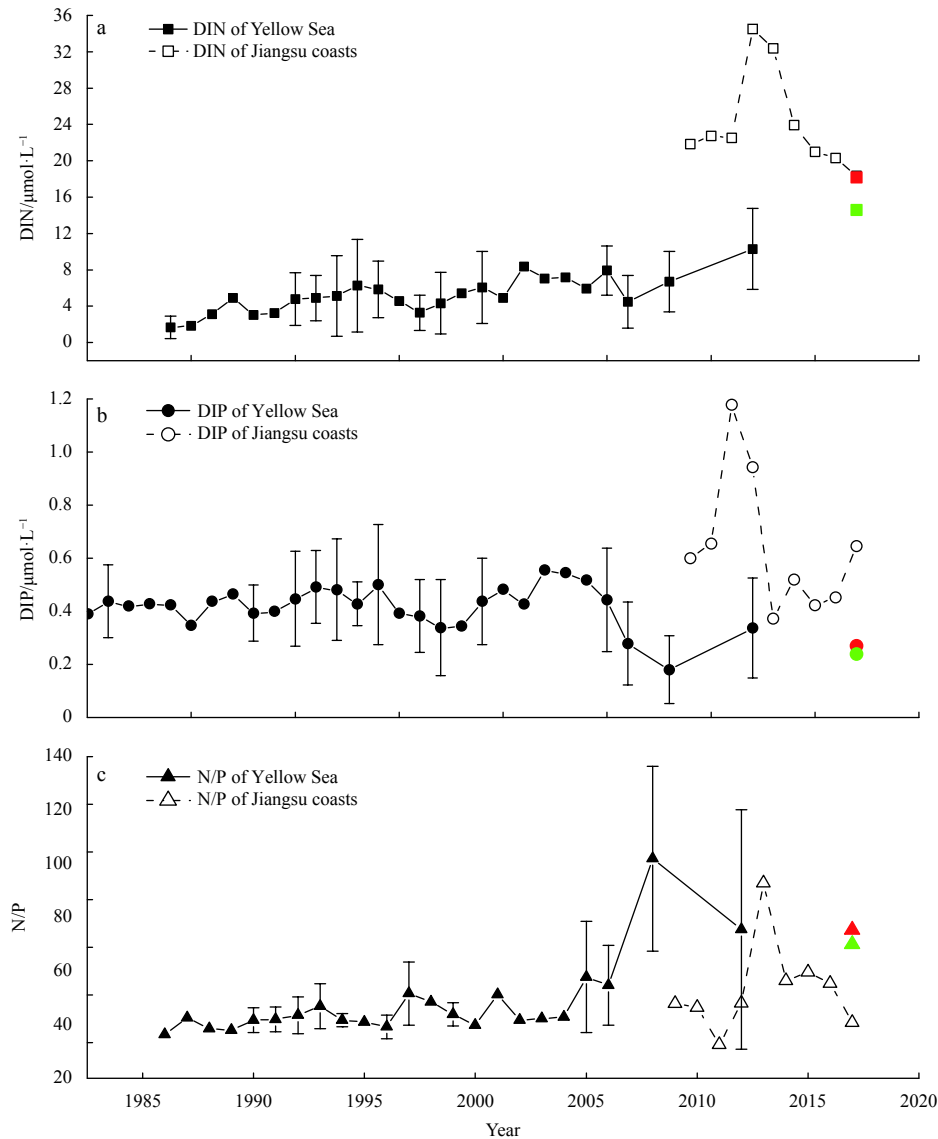 a
DIN of Yellow Sea
DIN of Jiangsu coasts
36
32
28
24
20
16
12
8
4
0
DIN/μmol·L⁻¹
b
DIP of Yellow Sea
DIP of Jiangsu coasts
1.2
1.0
0.8
0.6
0.4
0.2
0
DIP/μmol·L⁻¹
c
N/P of Yellow Sea
N/P of Jiangsu coasts
140
120
100
80
60
40
20
N/P
1985 1990 1995 2000 2005 2010 2015 2020
Year